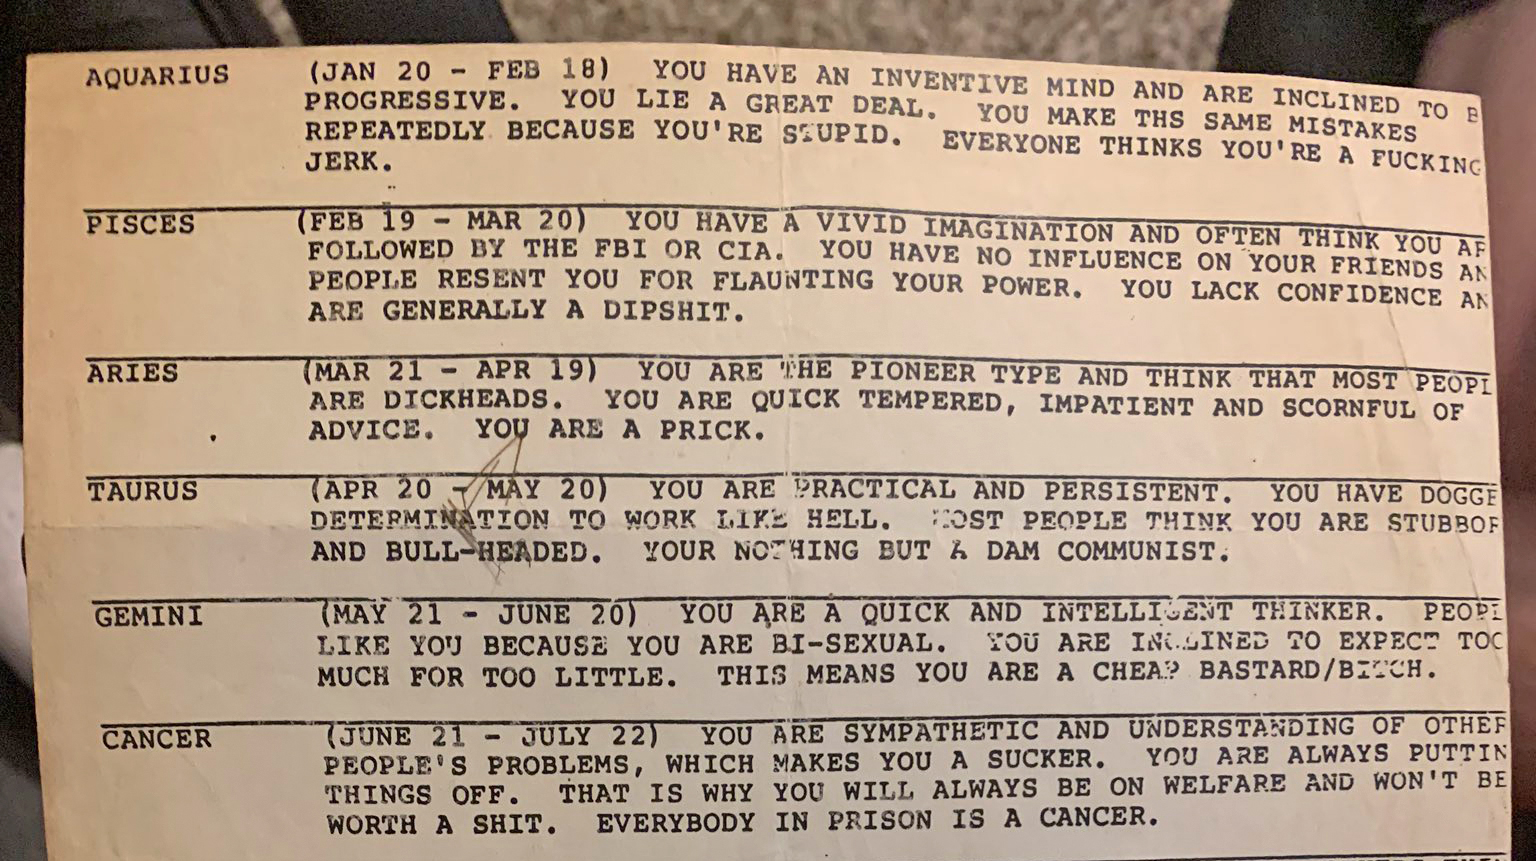 AQUARIUS (JAN 20 - FEB 18) YOU HAVE AN INVENTIVE MIND AND ARE INCLINED TO
PROGRESSIVE. YOU LIE A GREAT DEAL. YOU MAKE THS SAME MISTAKES
REPEATEDLY BECAUSE YOU'RE STUPID. EVERYONE THINKS YOU'RE A FUCKING
JERK.
PISCES (FEB 19 - MAR 20) YOU HAVE A VIVID IMAGINATION AND OFTEN THINK YOU
FOLLOWED BY THE FBI OR CIA. YOU HAVE NO INFLUENCE ON YOUR FRIENDS
PEOPLE RESENT YOU FOR FLAUNTING YOUR POWER. YOU LACK CONFIDENCE
ARE GENERALLY A DIPSHIT.
ARIES (MAR 21 - APR 19) YOU ARE THE PIONEER TYPE AND THINK THAT MOST PEOPL
ARE DICKHEADS. YOU ARE QUICK TEMPERED, IMPATIENT AND SCORNFUL OF
ADVICE. YOU ARE A PRICK.
TAURUS (APR 20 - MAY 20) YOU ARE PRACTICAL AND PERSISTENT. YOU HAVE DOGGE
DETERMINATION TO WORK LIKE HELL. MOST PEOPLE THINK YOU ARE STUBBOR
AND BULL-HEADED. YOUR NOTHING BUT A DAM COMMUNIST.
GEMINI (MAY 21 - JUNE 20) YOU ARE A QUICK AND INTELLIGENT THINKER. PEOPL
LIKE YOU BECAUSE YOU ARE BI-SEXUAL. YOU ARE INCLINED TO EXPECT TOO
MUCH FOR TOO LITTLE. THIS MEANS YOU ARE A CHEAP BASTARD/BITCH.
CANCER (JUNE 21 - JULY 22) YOU ARE SYMPATHETIC AND UNDERSTANDING OF OTHER
PEOPLE'S PROBLEMS, WHICH MAKES YOU A SUCKER. YOU ARE ALWAYS PUTTIN
THINGS OFF. THAT IS WHY YOU WILL ALWAYS BE ON WELFARE AND WON'T BE
WORTH A SHIT. EVERYBODY IN PRISON IS A CANCER.